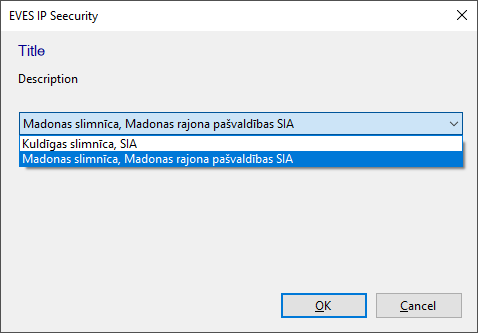 EVES IP Seecurity
Title
Description
Madonas slimnīca, Madonas rajona pašvaldības SIA
Kuldīgas slimnīca, SIA
Madonas slimnīca, Madonas rajona pašvaldības SIA
OK
Cancel